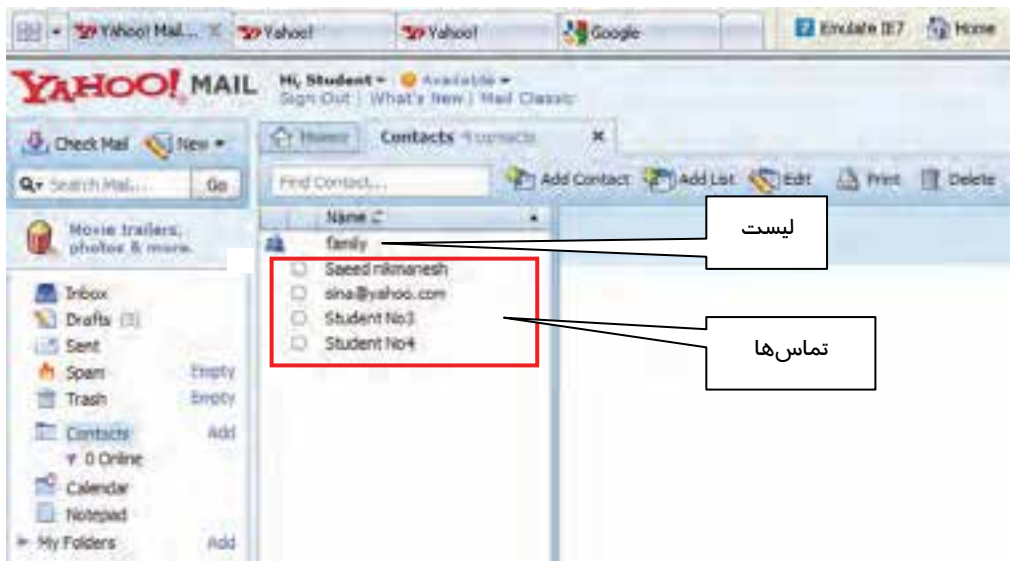 Yahoo! Mail... Yahoo! Yahoo! Google Emulate IE7 Home
YAHOO! MAIL Hi, Student Available
Sign Out | What's New | Mail Classic
Check Mail New Home Contacts 4 contacts
Search Mail... Go Find Contact... Add Contact Add List Edit Print Delete
Movie trailers,
photos & more.
Name
family
Saeed nikmanesh
sina@yahoo.com
Student No3
Student No4
لیست
تماس‌ها
Inbox
Drafts (3)
Sent
Spam Empty
Trash Empty
Contacts Add
0 Online
Calendar
Notepad
My Folders Add